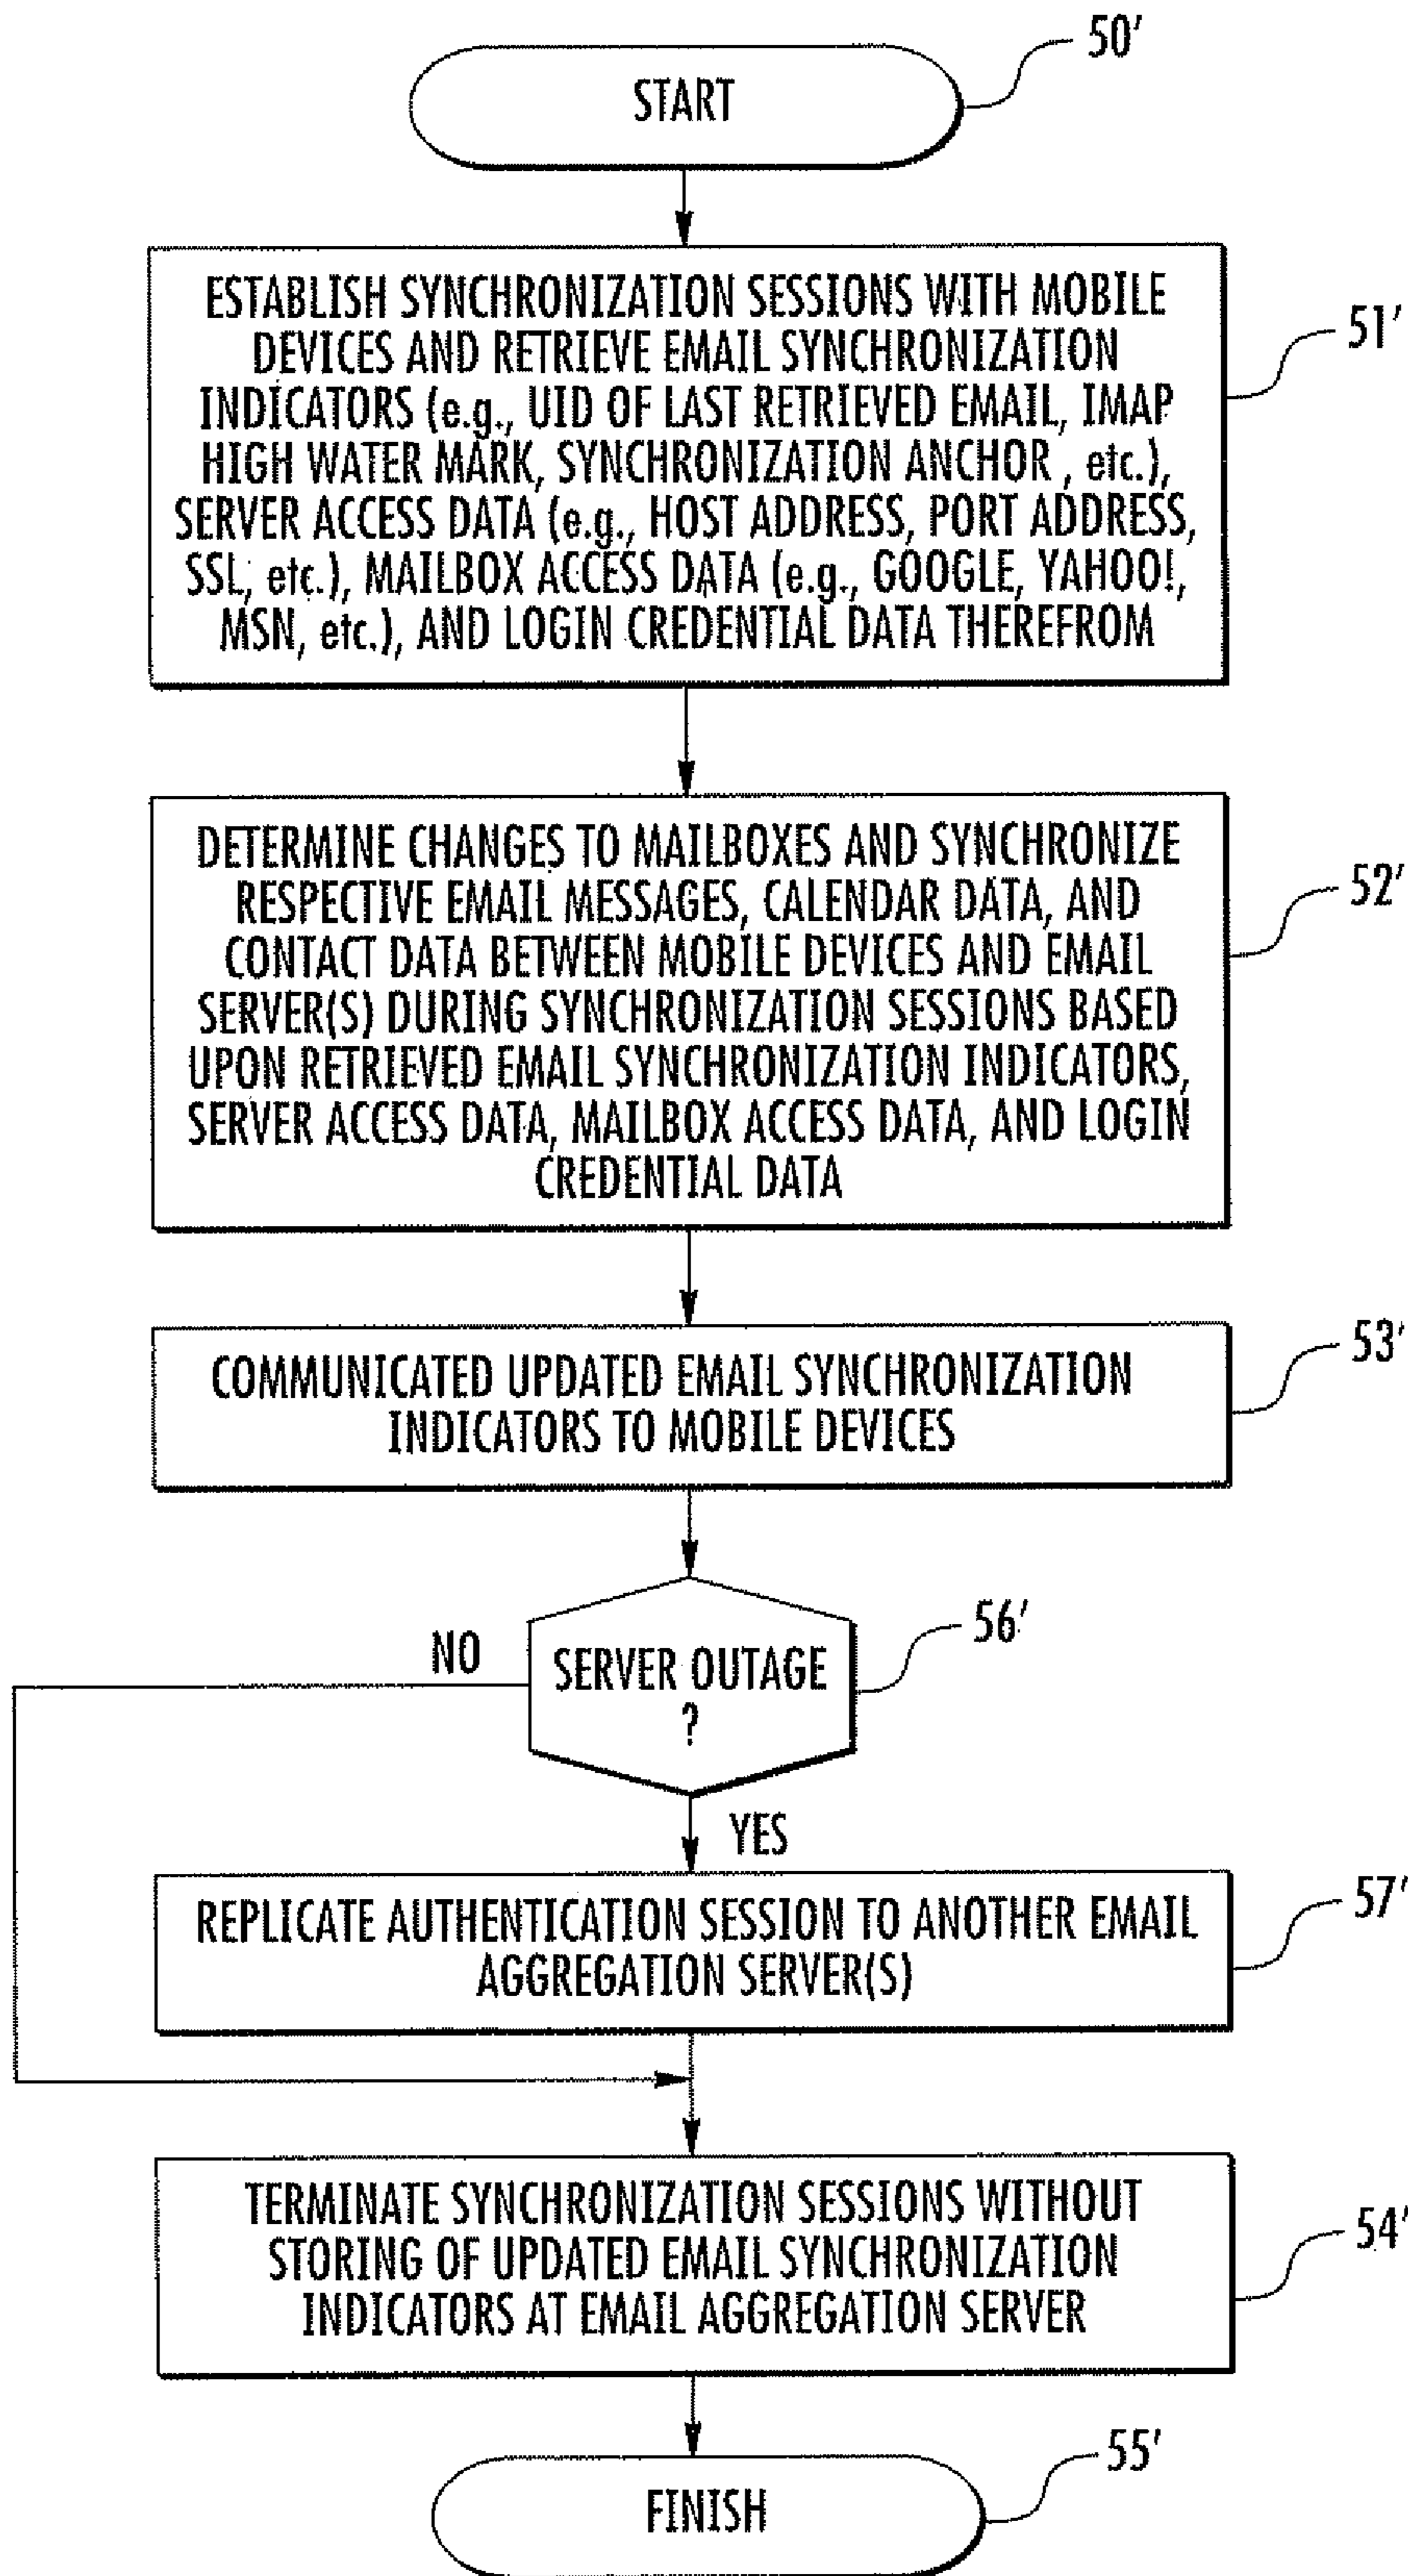 50'
START
ESTABLISH SYNCHRONIZATION SESSIONS WITH MOBILE
DEVICES AND RETRIEVE EMAIL SYNCHRONIZATION
INDICATORS (e.g., UID OF LAST RETRIEVED EMAIL, IMAP
HIGH WATER MARK, SYNCHRONIZATION ANCHOR , etc.),
SERVER ACCESS DATA (e.g., HOST ADDRESS, PORT ADDRESS,
SSL, etc.), MAILBOX ACCESS DATA (e.g., GOOGLE, YAHOO!,
MSN, etc.), AND LOGIN CREDENTIAL DATA THEREFROM
51'
DETERMINE CHANGES TO MAILBOXES AND SYNCHRONIZE
RESPECTIVE EMAIL MESSAGES, CALENDAR DATA, AND
CONTACT DATA BETWEEN MOBILE DEVICES AND EMAIL
SERVER(S) DURING SYNCHRONIZATION SESSIONS BASED
UPON RETRIEVED EMAIL SYNCHRONIZATION INDICATORS,
SERVER ACCESS DATA, MAILBOX ACCESS DATA, AND LOGIN
CREDENTIAL DATA
52'
COMMUNICATED UPDATED EMAIL SYNCHRONIZATION
INDICATORS TO MOBILE DEVICES
53'
SERVER OUTAGE
?
56'
NO
YES
REPLICATE AUTHENTICATION SESSION TO ANOTHER EMAIL
AGGREGATION SERVER(S)
57'
TERMINATE SYNCHRONIZATION SESSIONS WITHOUT
STORING OF UPDATED EMAIL SYNCHRONIZATION
INDICATORS AT EMAIL AGGREGATION SERVER
54'
FINISH
55'